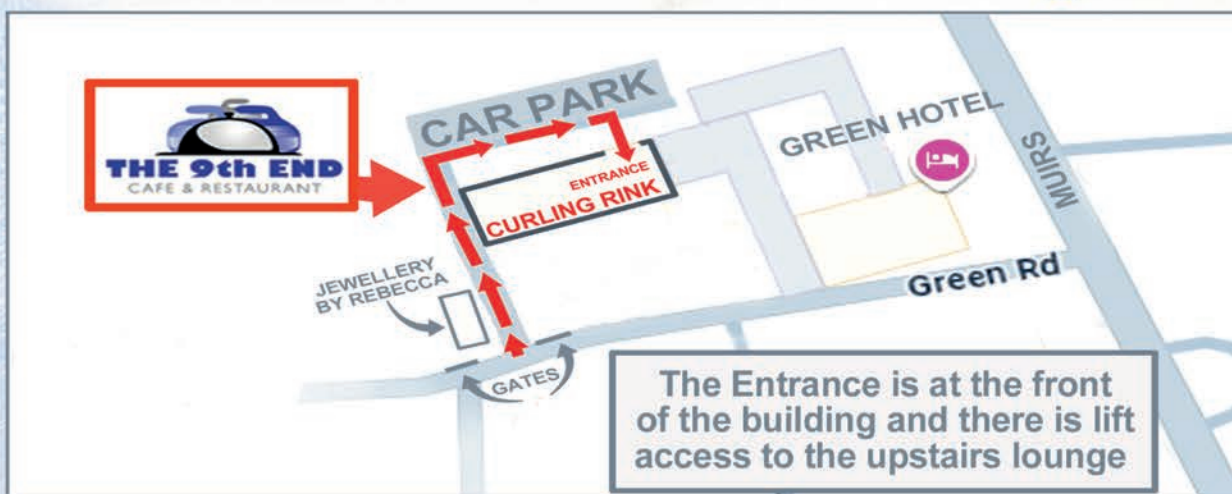 THE 9th END
CAFE & RESTAURANT
CAR PARK
ENTRANCE
CURLING RINK
GREEN HOTEL
MUIRS
JEWELLERY
BY REBECCA
Green Rd
GATES
The Entrance is at the front
of the building and there is lift
access to the upstairs lounge